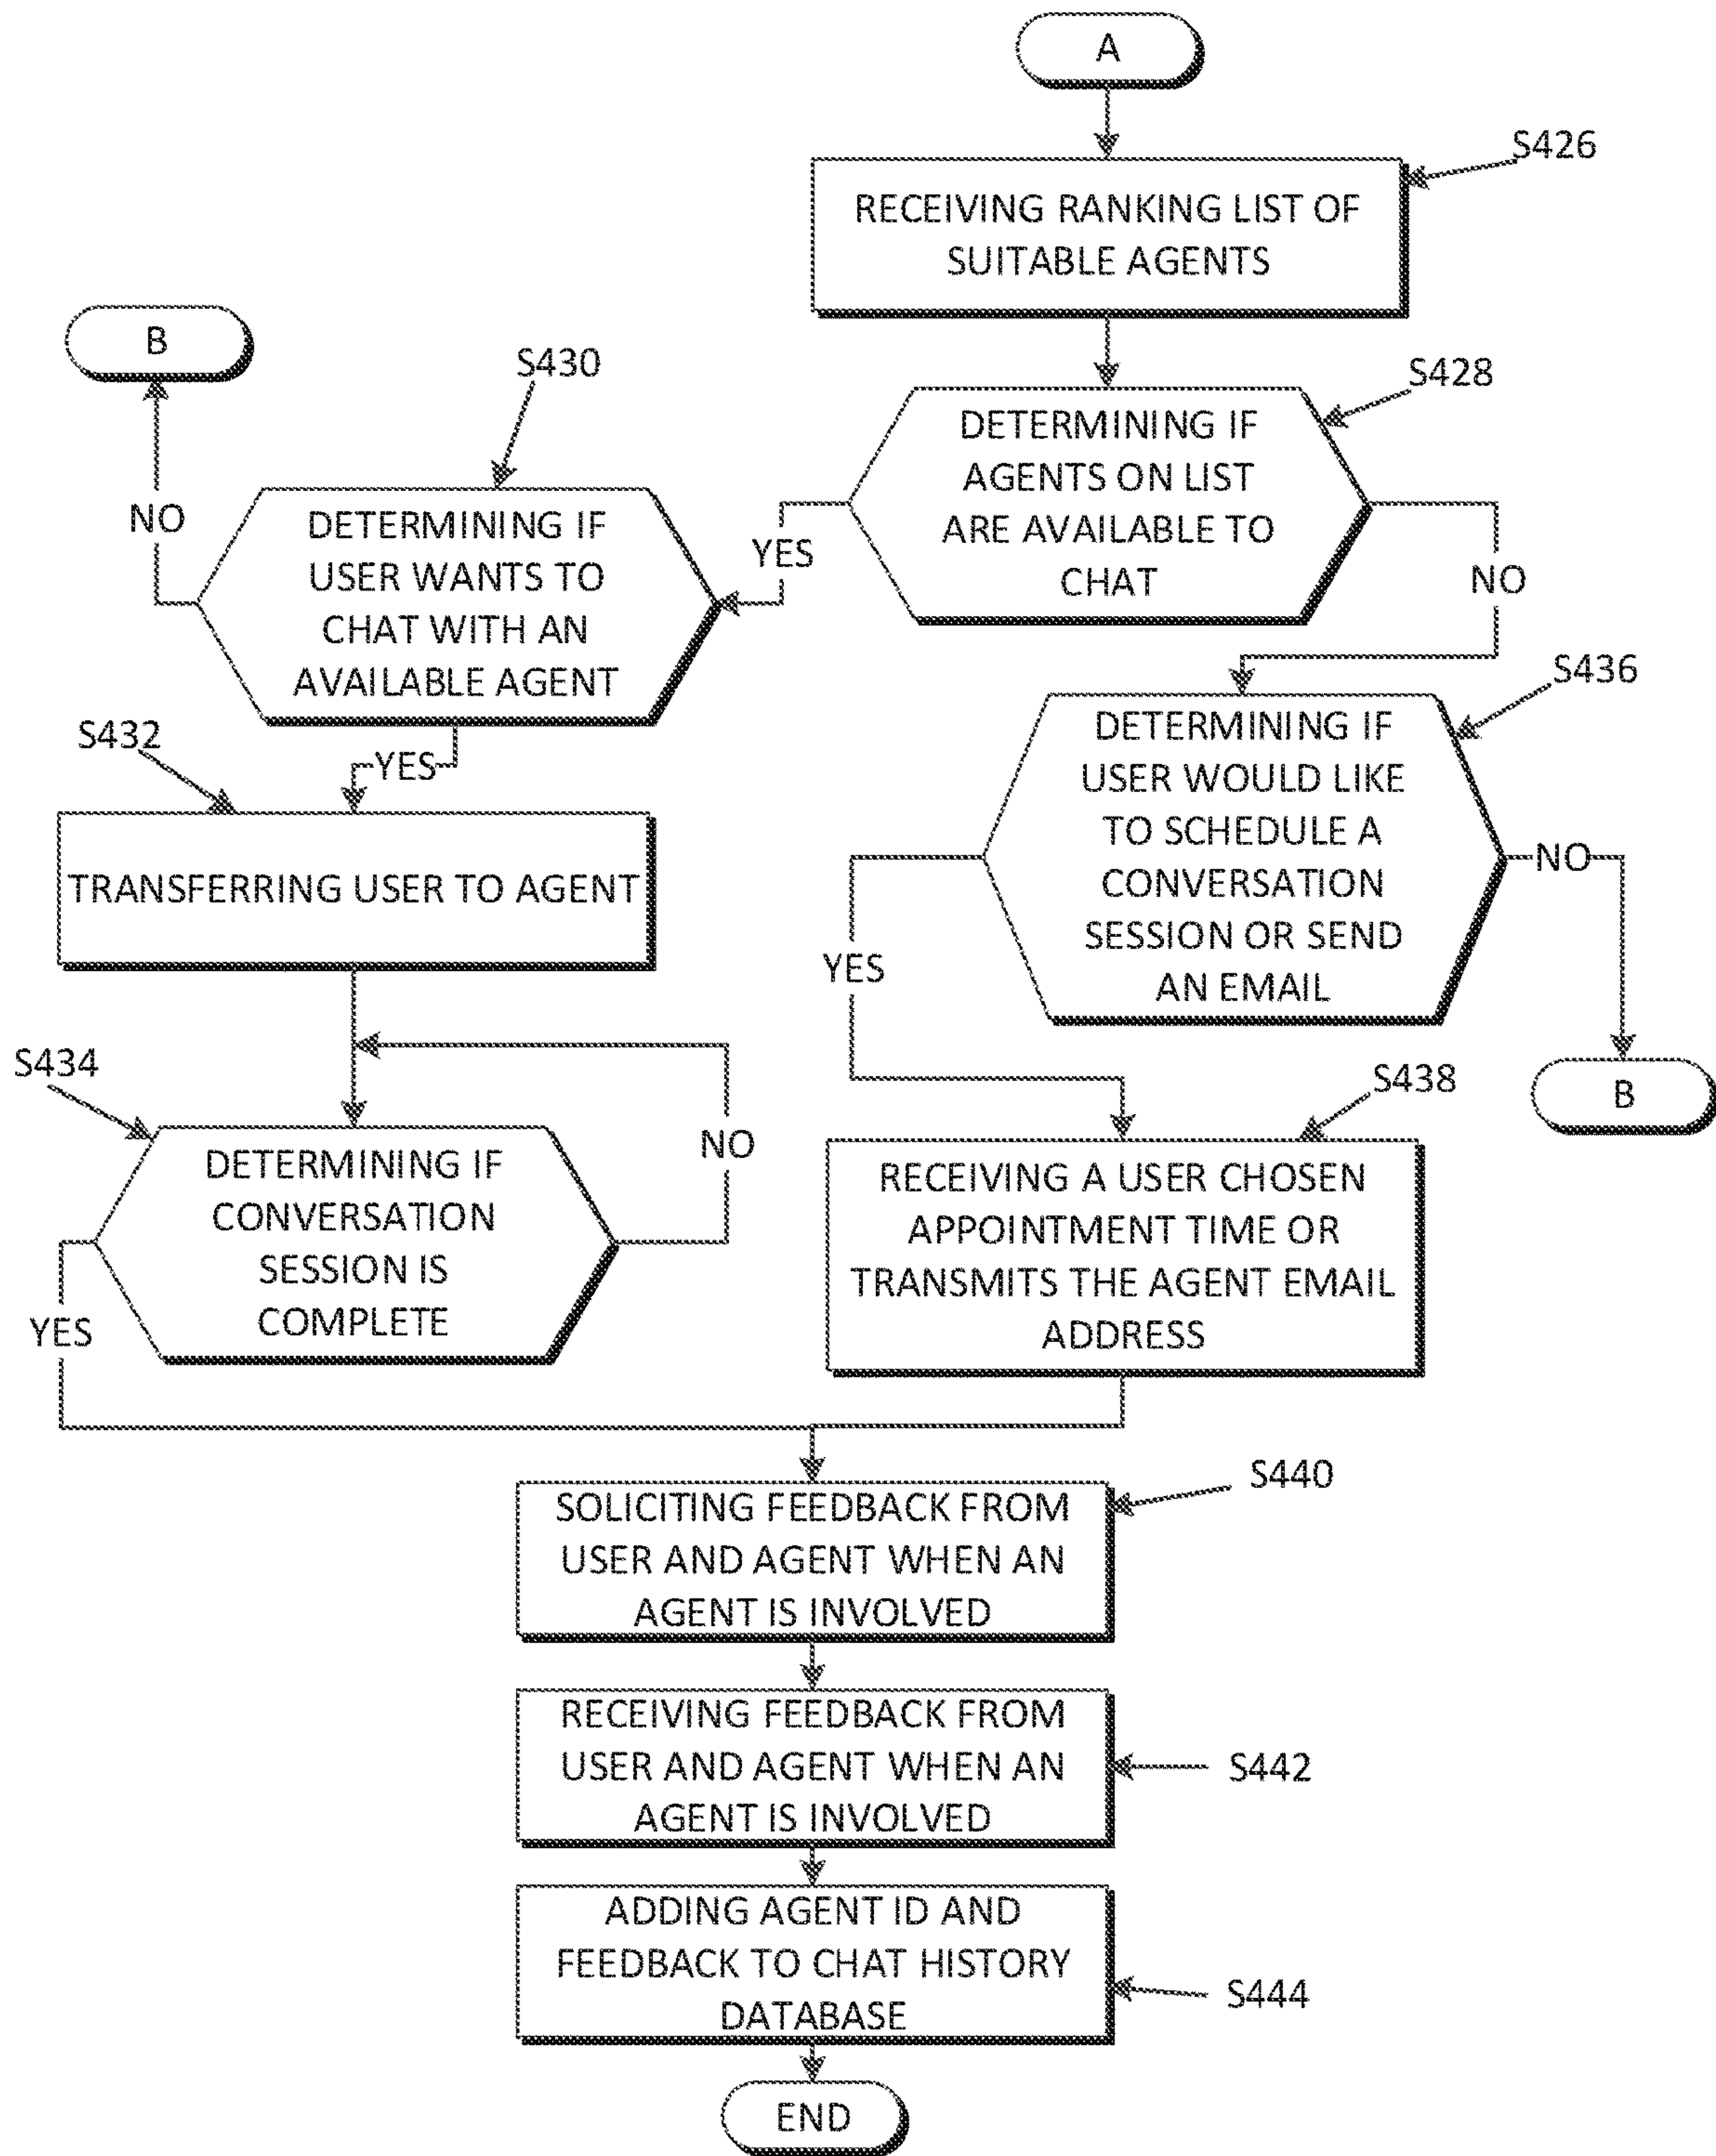 A
S426
RECEIVING RANKING LIST OF
SUITABLE AGENTS
B
S430
S428
DETERMINING IF
AGENTS ON LIST
ARE AVAILABLE TO
CHAT
NO
DETERMINING IF
USER WANTS TO
CHAT WITH AN
AVAILABLE AGENT
YES
NO
S432
YES
S436
DETERMINING IF
USER WOULD LIKE
TO SCHEDULE A
CONVERSATION
SESSION OR SEND
AN EMAIL
NO
TRANSFERRING USER TO AGENT
YES
B
S434
S438
DETERMINING IF
CONVERSATION
SESSION IS
COMPLETE
NO
YES
RECEIVING A USER CHOSEN
APPOINTMENT TIME OR
TRANSMITS THE AGENT EMAIL
ADDRESS
S440
SOLICITING FEEDBACK FROM
USER AND AGENT WHEN AN
AGENT IS INVOLVED
RECEIVING FEEDBACK FROM
USER AND AGENT WHEN AN
AGENT IS INVOLVED
S442
ADDING AGENT ID AND
FEEDBACK TO CHAT HISTORY
DATABASE
S444
END